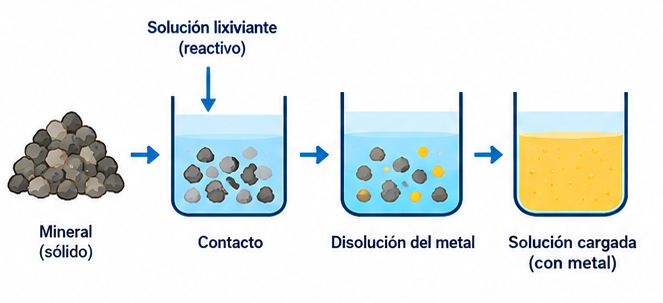 Solución lixiviante
(reactivo)
Mineral
(sólido)
Contacto
Disolución del metal
Solución cargada
(con metal)